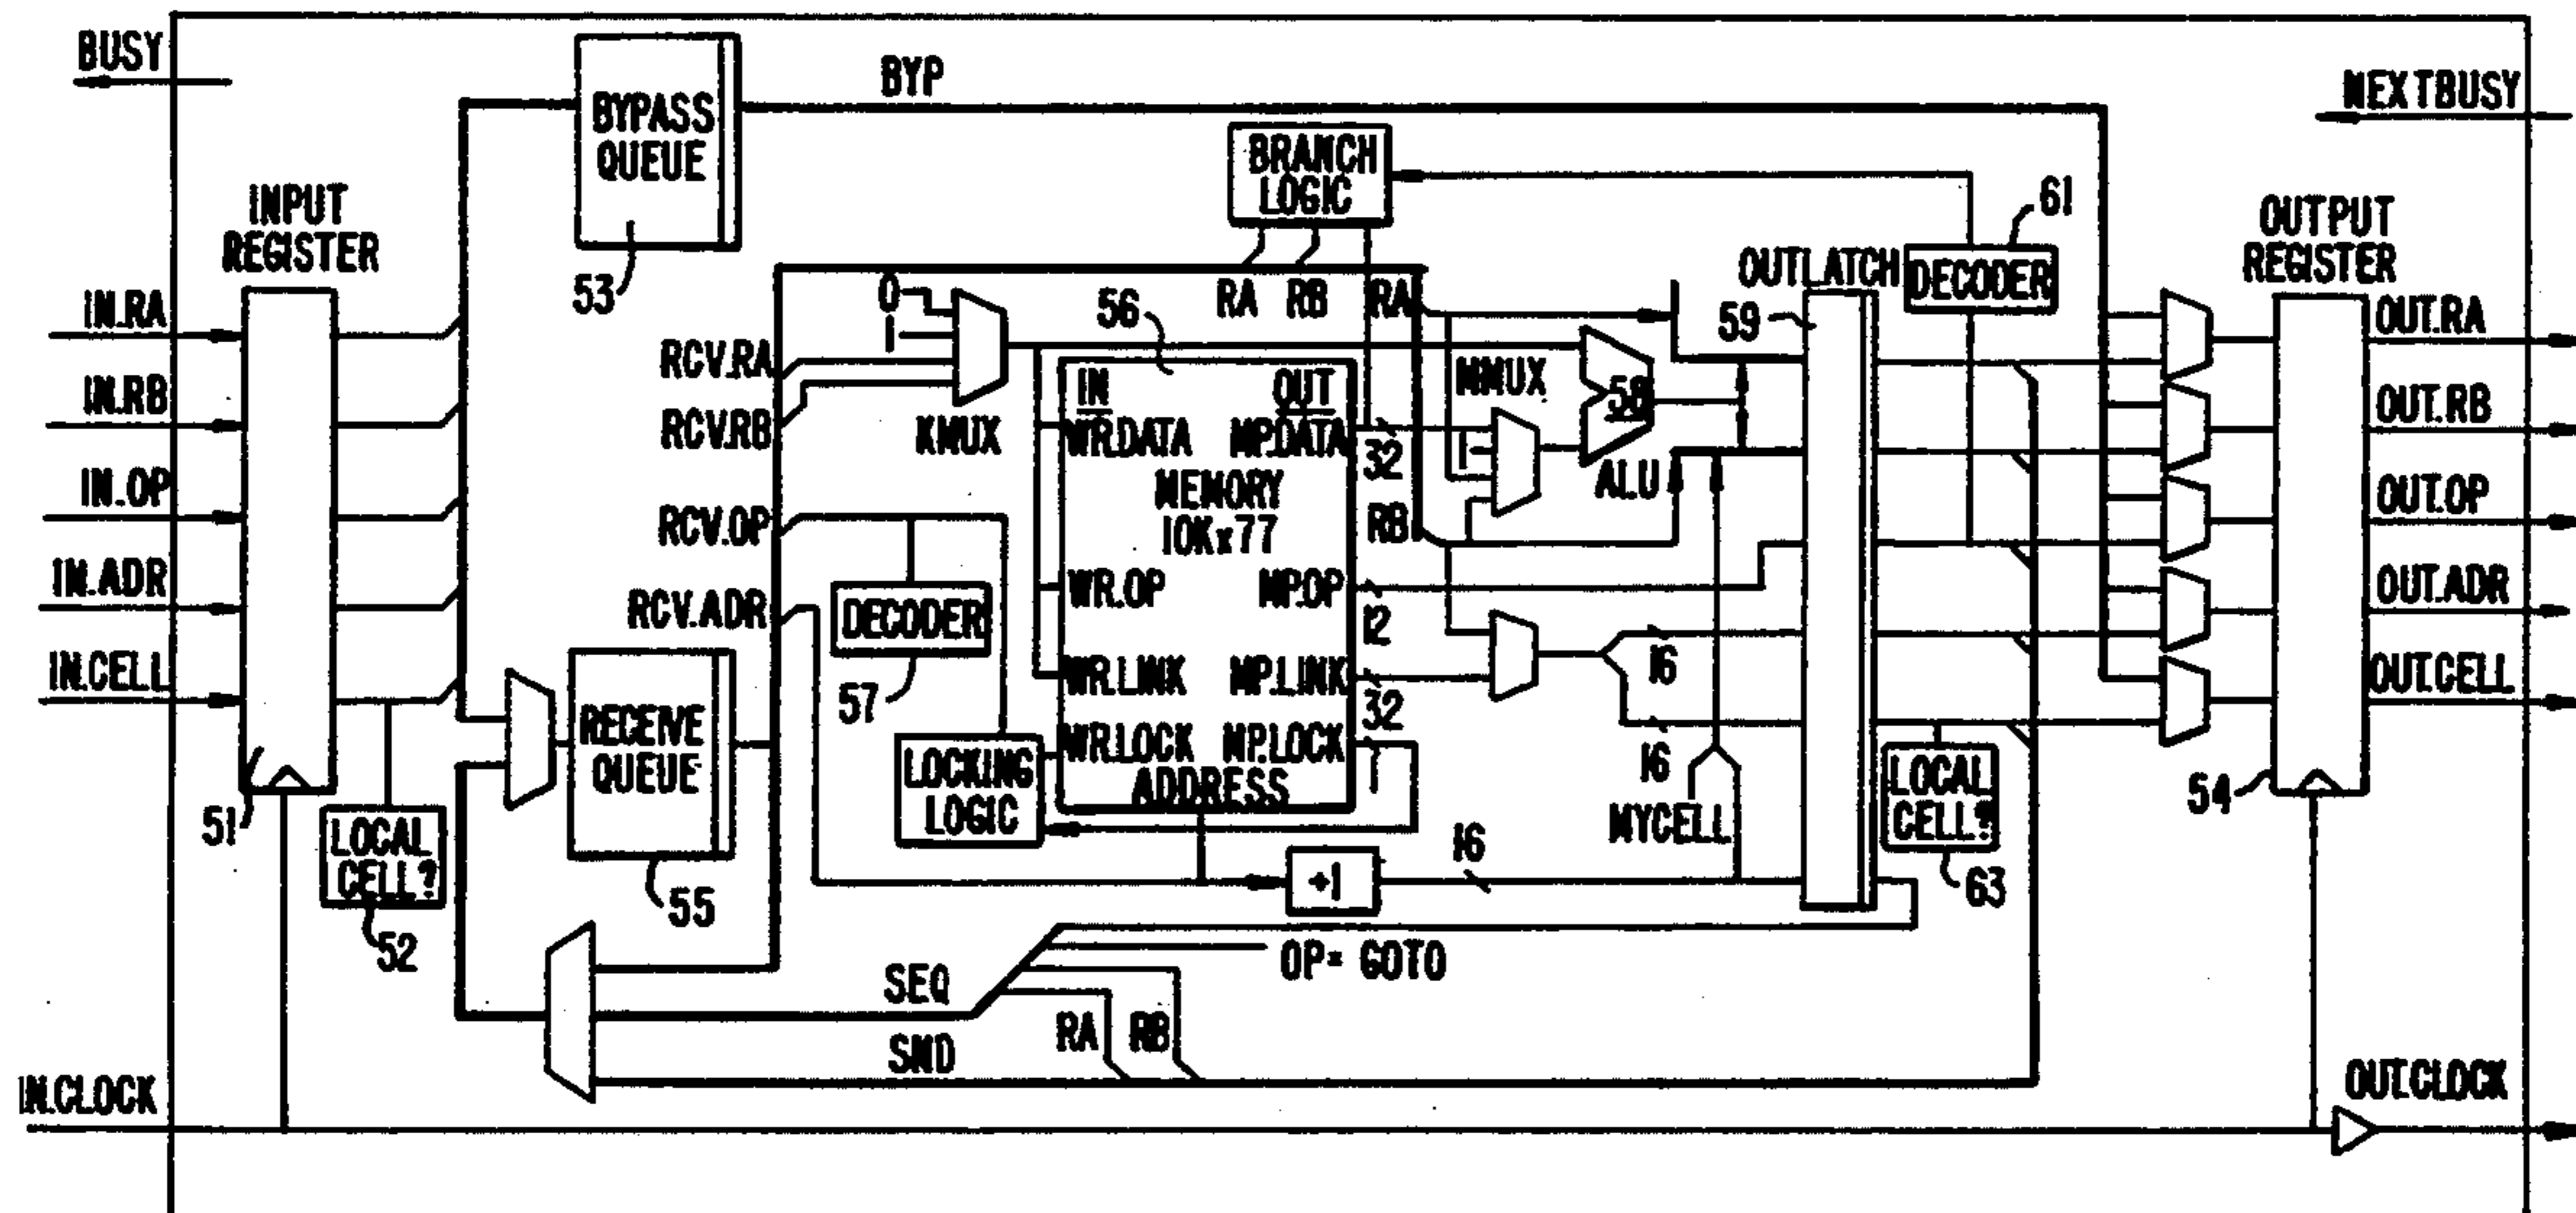 BUSY
BYPASS
QUEUE
53
BYP
NEXTBUSY
BRANCH
LOGIC
61
INPUT
REGISTER
OUTPUT
REGISTER
OUTLATCH
DECODER
IN.RA
IN.RB
IN.OP
IN.ADR
IN.CELL
51
LOCAL
CELL?
52
RECEIVE
QUEUE
55
RCV.RA
RCV.RB
RCV.OP
RCV.ADR
0
1
KMUX
DECODER
57
LOCKING
LOGIC
RA
RB
RA
56
IN
OUT
WR.DATA
MP.DATA
32
MEMORY
10Kx77
WR.OP
MP.OP
12
WR.LINK
MP.LINK
32
WR.LOCK
MP.LOCK
1
ADDRESS
MMUX
1
58
ALU
RB
59
16
16
MYCELL
16
+1
LOCAL
CELL?
63
54
OUT.RA
OUT.RB
OUT.OP
OUT.ADR
OUT.CELL
OP= GOTO
SEQ
RA
RB
SND
IN.CLOCK
OUT.CLOCK